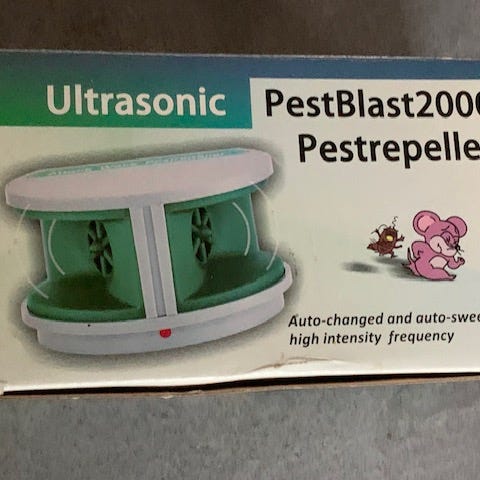 Ultrasonic
PestBlast200
Pestrepelle
Auto-changed and auto-swee
high intensity frequency